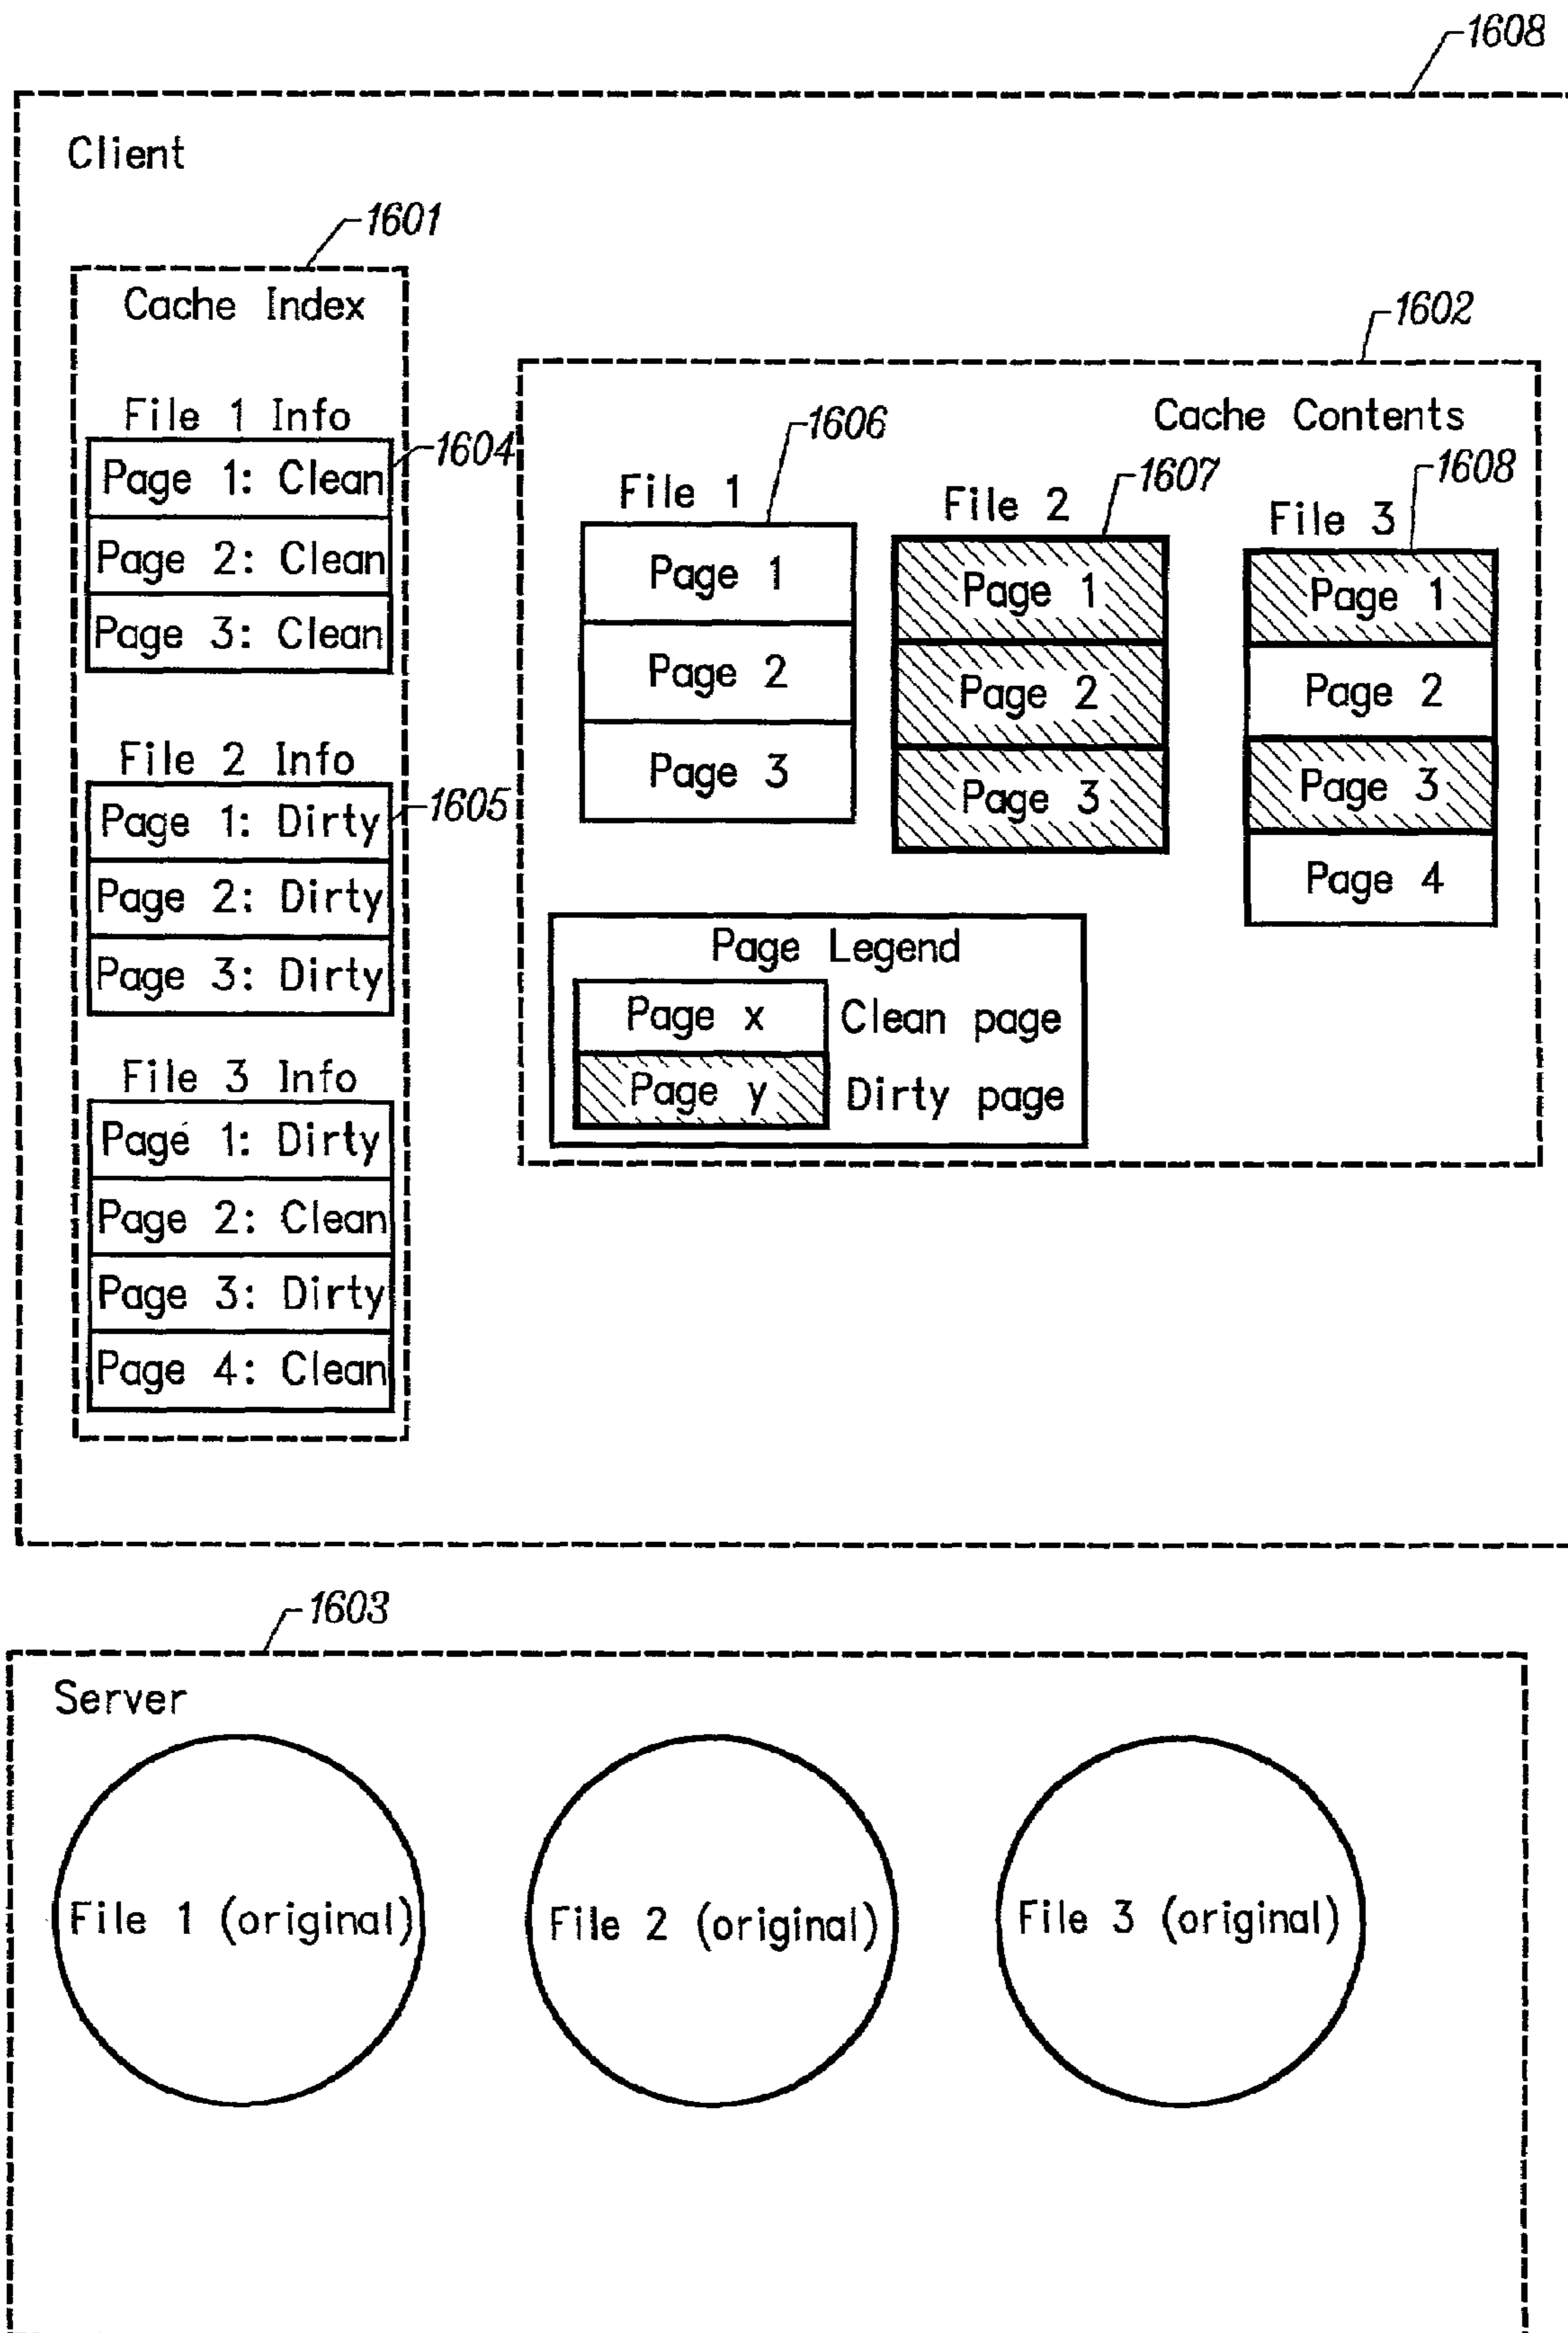 1608
Client
1601
Cache Index
1602
Cache Contents
File 1 Info
1604
Page 1: Clean
Page 2: Clean
Page 3: Clean
File 2 Info
1605
Page 1: Dirty
Page 2: Dirty
Page 3: Dirty
File 3 Info
Page 1: Dirty
Page 2: Clean
Page 3: Dirty
Page 4: Clean
1606
File 1
Page 1
Page 2
Page 3
1607
File 2
Page 1
Page 2
Page 3
1608
File 3
Page 1
Page 2
Page 3
Page 4
Page Legend
Page x Clean page
Page y Dirty page
1603
Server
File 1 (original)
File 2 (original)
File 3 (original)